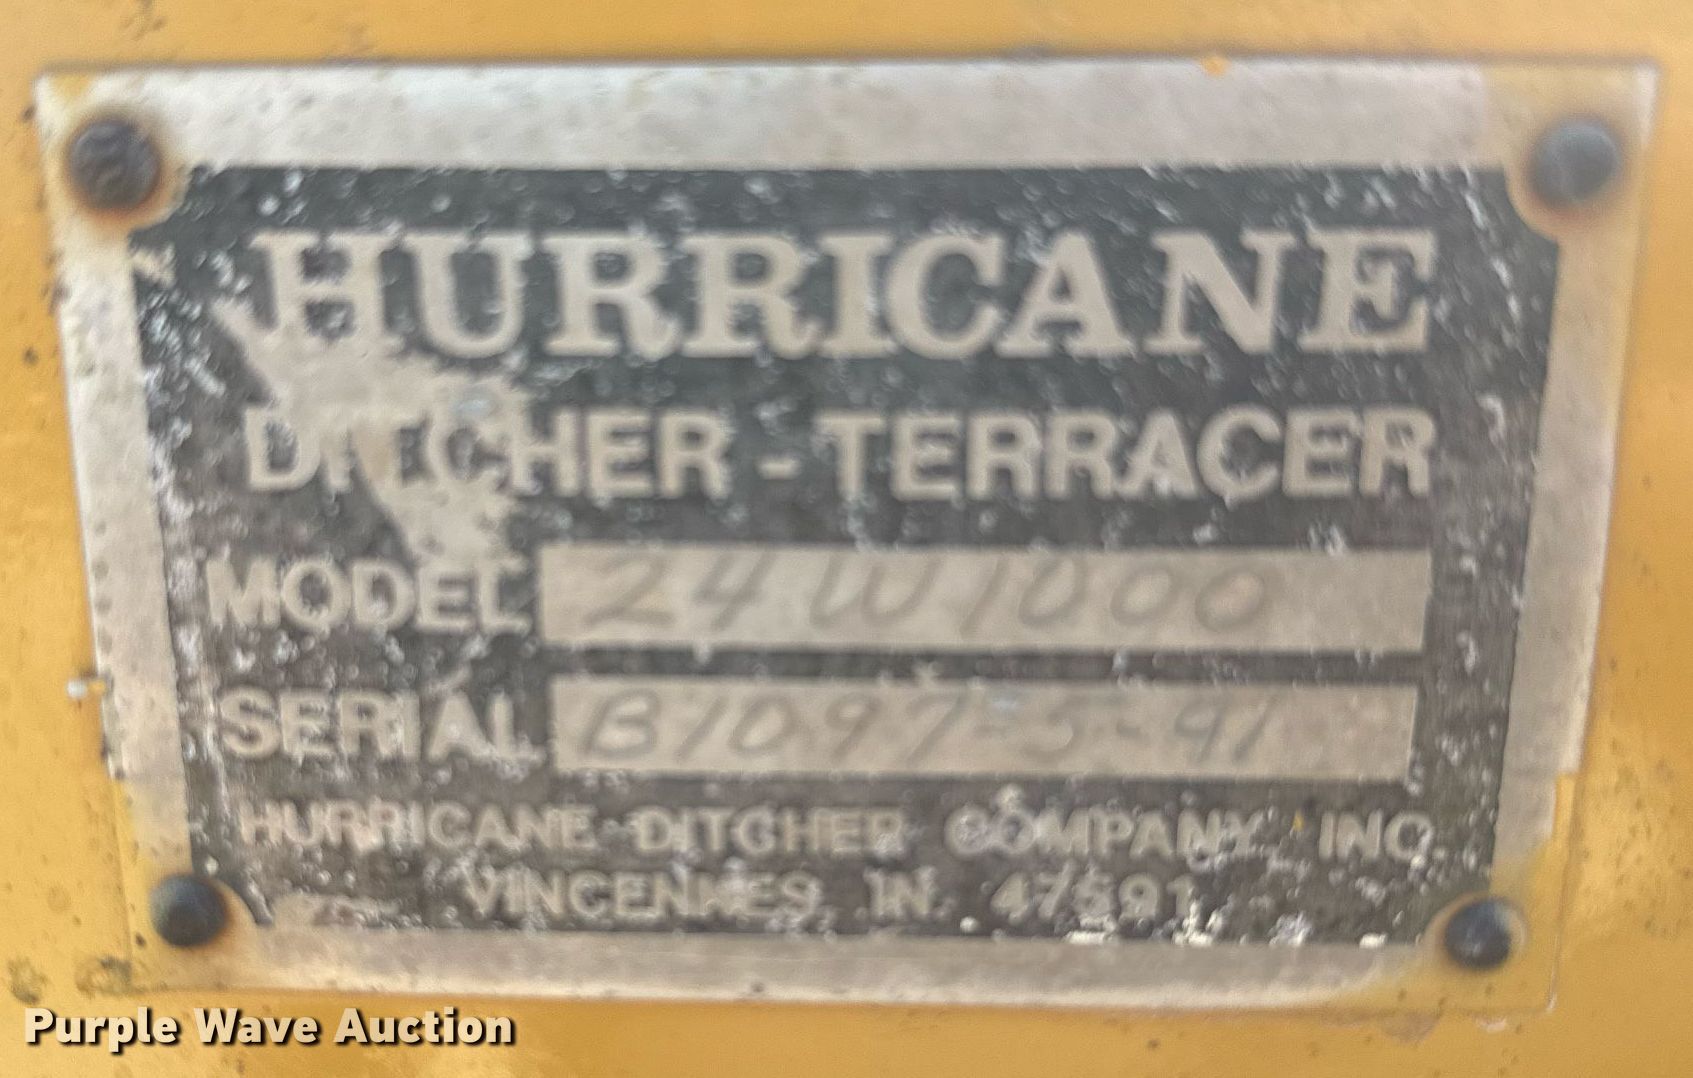 HURRICANE
DITCHER - TERRACER
MODEL 24W1000
SERIAL B1097-5-91
HURRICANE DITCHER COMPANY, INC.
VINCENNES IN. 47591
Purple Wave Auction